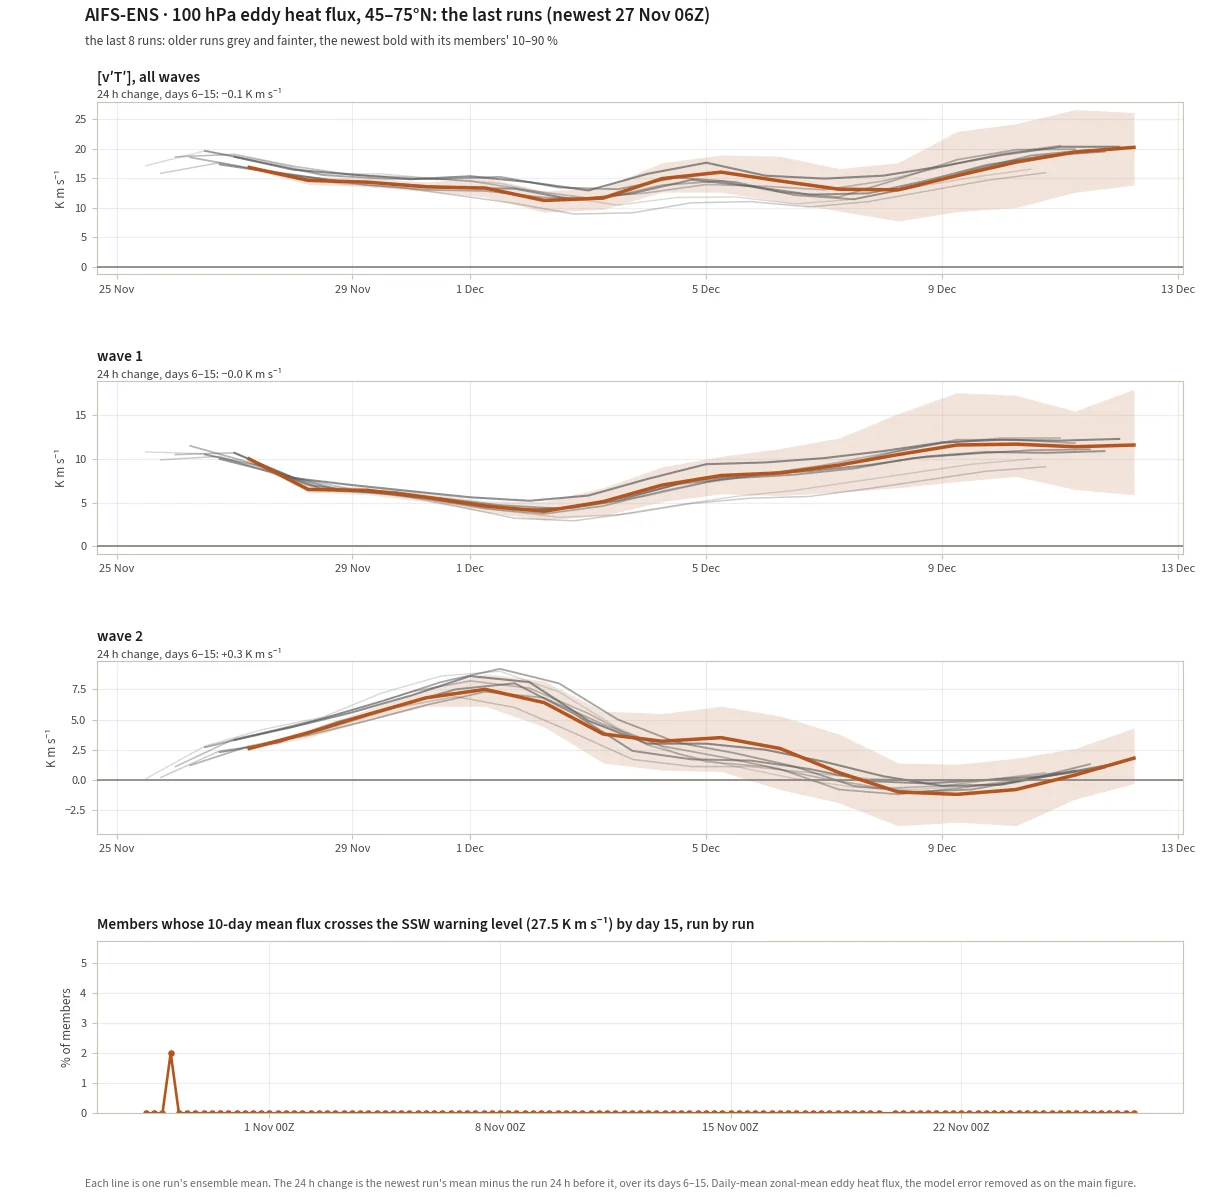 AIFS-ENS · 100 hPa eddy heat flux, 45–75°N: the last runs (newest 27 Nov 06Z)
the last 8 runs: older runs grey and fainter, the newest bold with its members' 10–90 %
[v′T′], all waves
24 h change, days 6–15: −0.1 K m s⁻¹
25
20
15
10
5
0
K m s⁻¹
25 Nov
29 Nov
1 Dec
5 Dec
9 Dec
13 Dec
wave 1
24 h change, days 6–15: −0.0 K m s⁻¹
15
10
5
0
K m s⁻¹
25 Nov
29 Nov
1 Dec
5 Dec
9 Dec
13 Dec
wave 2
24 h change, days 6–15: +0.3 K m s⁻¹
7.5
5.0
2.5
0.0
−2.5
K m s⁻¹
25 Nov
29 Nov
1 Dec
5 Dec
9 Dec
13 Dec
Members whose 10-day mean flux crosses the SSW warning level (27.5 K m s⁻¹) by day 15, run by run
5
4
3
2
1
0
% of members
1 Nov 00Z
8 Nov 00Z
15 Nov 00Z
22 Nov 00Z
Each line is one run's ensemble mean. The 24 h change is the newest run's mean minus the run 24 h before it, over its days 6–15. Daily-mean zonal-mean eddy heat flux, the model error removed as on the main figure.